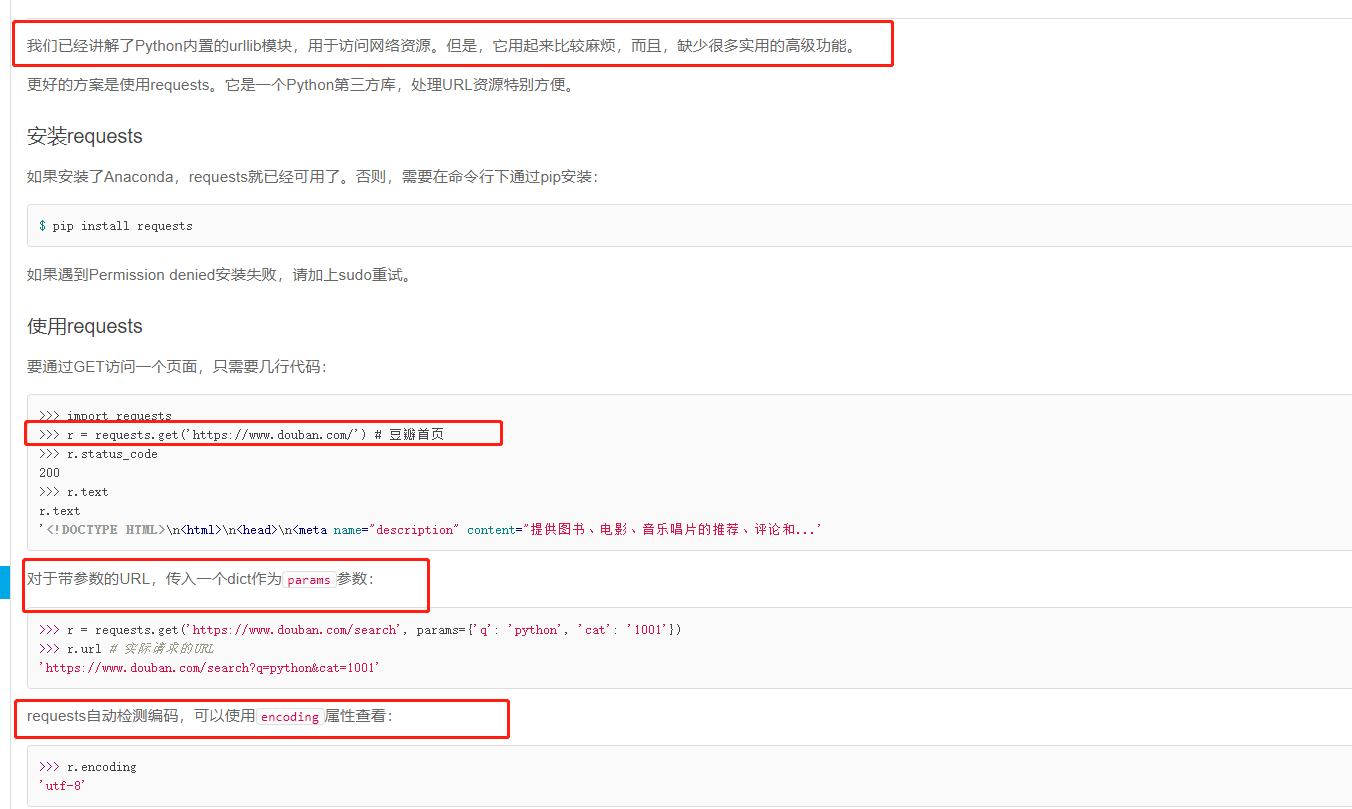 我们已经讲解了Python内置的urllib模块，用于访问网络资源。但是，它用起来比较麻烦，而且，缺少很多实用的高级功能。
更好的方案是使用requests。它是一个Python第三方库，处理URL资源特别方便。
安装requests
如果安装了Anaconda，requests就已经可用了。否则，需要在命令行下通过pip安装：
$ pip install requests
如果遇到Permission denied安装失败，请加上sudo重试。
使用requests
要通过GET访问一个页面，只需要几行代码：
>>> import requests
>>> r = requests.get('https://www.douban.com/') # 豆瓣首页
>>> r.status_code
200
>>> r.text
r.text
'<!DOCTYPE HTML>\n<html>\n<head>\n<meta name="description" content="提供图书、电影、音乐唱片的推荐、评论和...'
对于带参数的URL，传入一个dict作为params参数：
>>> r = requests.get('https://www.douban.com/search', params={'q': 'python', 'cat': '1001'})
>>> r.url # 实际请求的URL
'https://www.douban.com/search?q=python&cat=1001'
requests自动检测编码，可以使用encoding属性查看：
>>> r.encoding
'utf-8'